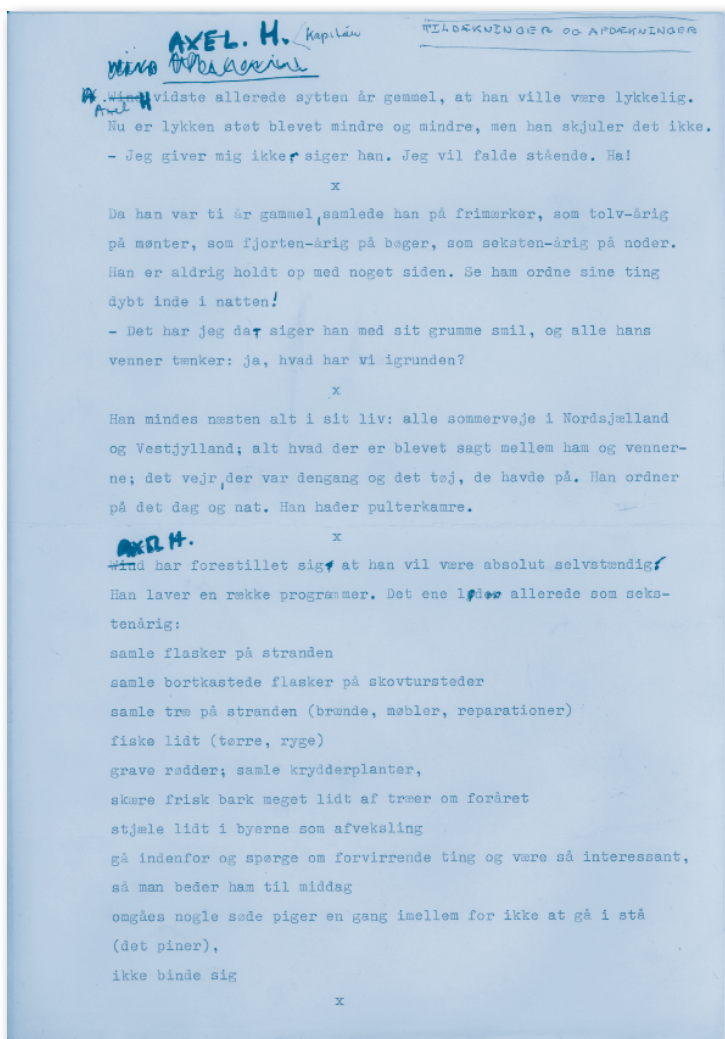 AXEL. H. Kapitäu
TILDÆKNINGER OG AFDÆKNINGER
WIND
A. Wind vidste allerede sytten år gemmel, at han ville være lykkelig.
Axel H
Nu er lykken støt blevet mindre og mindre, men han skjuler det ikke.
- Jeg giver mig ikke, siger han. Jeg vil falde stående. Ha!
x
Da han var ti år gammel, samlede han på frimærker, som tolv-årig
på mønter, som fjorten-årig på bøger, som seksten-årig på noder.
Han er aldrig holdt op med noget siden. Se ham ordne sine ting
dybt inde i natten!
- Det har jeg da, siger han med sit grumme smil, og alle hans
venner tænker: ja, hvad har vi igrunden?
x
Han mindes næsten alt i sit liv: alle sommerveje i Nordsjælland
og Vestjylland; alt hvad der er blevet sagt mellem ham og venner-
ne; det vejr, der var dengang og det tøj, de havde på. Han ordner
på det dag og nat. Han hader pulterkamre.
x
AXEL H.
Wind har forestillet sig, at han vil være absolut selvstændig.
Han laver en række programmer. Det ene lød allerede som seks-
tenårig:
samle flasker på stranden
samle bortkastede flasker på skovtursteder
samle træ på stranden (brænde, møbler, reparationer)
fiske lidt (tørre, ryge)
grave rødder; samle krydderplanter,
skære frisk bark meget lidt af træer om foråret
stjæle lidt i byerne som afveksling
gå indenfor og spørge om forvirrende ting og være så interessant,
så man beder ham til middag
omgåes nogle søde piger en gang imellem for ikke at gå i stå
(det piner),
ikke binde sig
x